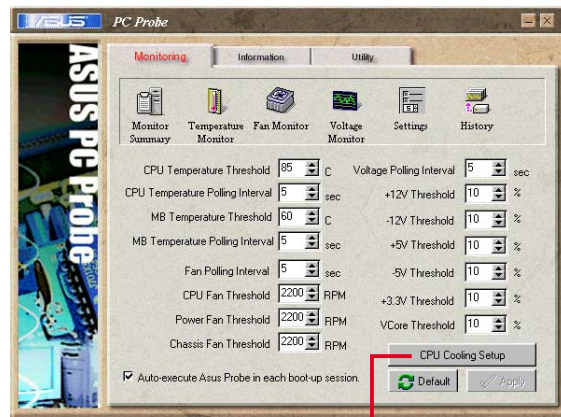 ASUS PC Probe
ASUS PC Probe
Monitoring Information Utility
Monitor Summary
Temperature Monitor
Fan Monitor
Voltage Monitor
Settings
History
CPU Temperature Threshold 85 C
CPU Temperature Polling Interval 5 sec
MB Temperature Threshold 60 C
MB Temperature Polling Interval 5 sec
Fan Polling Interval 5 sec
CPU Fan Threshold 2200 RPM
Power Fan Threshold 2200 RPM
Chassis Fan Threshold 2200 RPM
Voltage Polling Interval 5 sec
+12V Threshold 10 %
-12V Threshold 10 %
+5V Threshold 10 %
-5V Threshold 10 %
+3.3V Threshold 10 %
VCore Threshold 10 %
CPU Cooling Setup
Auto-execute Asus Probe in each boot-up session.
Default
Apply